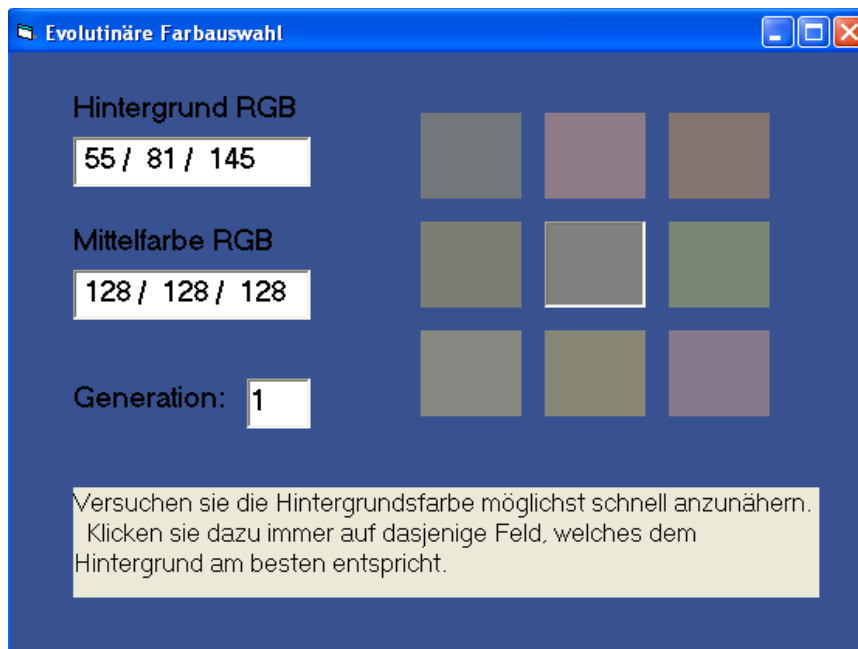 Evolutinäre Farbauswahl
Hintergrund RGB
55 / 81 / 145
Mittelfarbe RGB
128 / 128 / 128
Generation: 1
Versuchen sie die Hintergrundsfarbe möglichst schnell anzunähern.
Klicken sie dazu immer auf dasjenige Feld, welches dem
Hintergrund am besten entspricht.